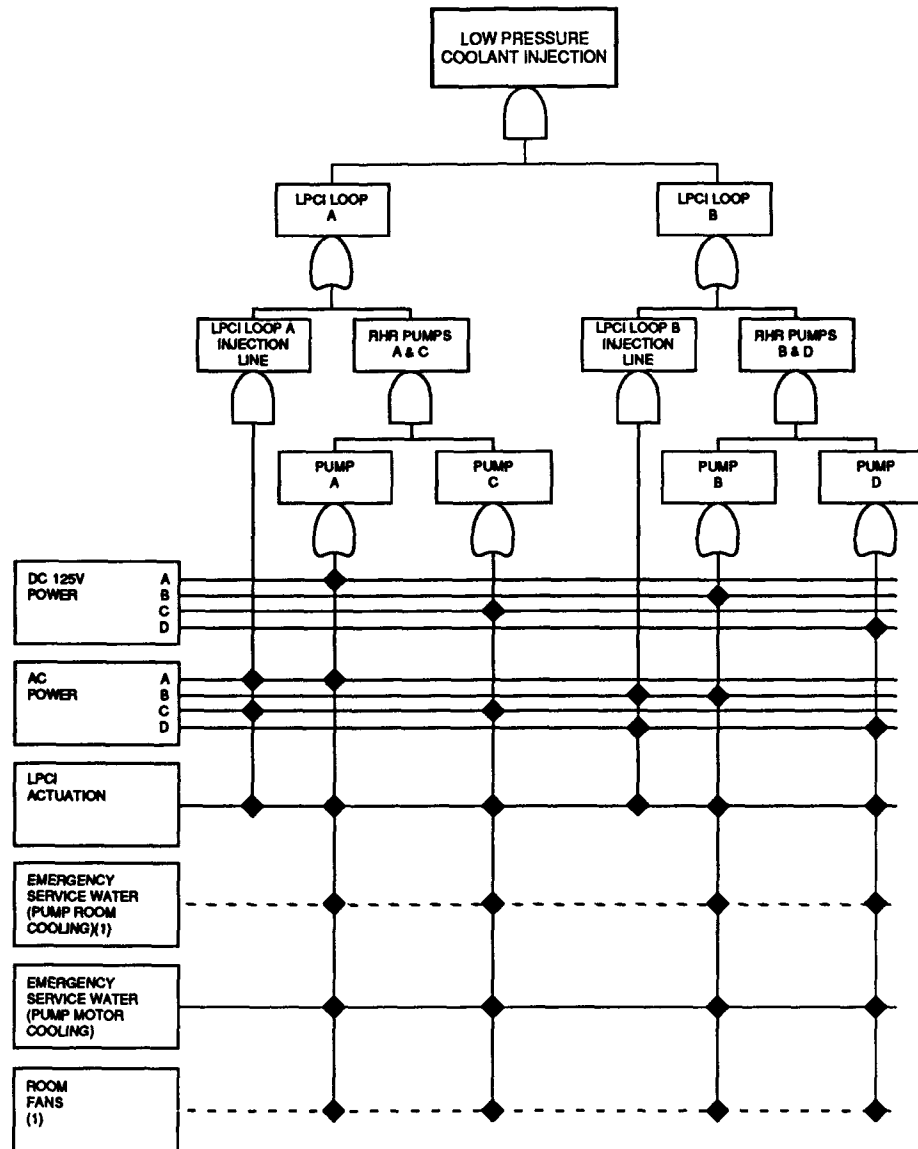 LOW PRESSURE
COOLANT INJECTION
LPCI LOOP
A
LPCI LOOP
B
LPCI LOOP A
INJECTION
LINE
RHR PUMPS
A & C
LPCI LOOP B
INJECTION
LINE
RHR PUMPS
B & D
PUMP
A
PUMP
C
PUMP
B
PUMP
D
DC 125V
POWER
A
B
C
D
AC
POWER
A
B
C
D
LPCI
ACTUATION
EMERGENCY
SERVICE WATER
(PUMP ROOM
COOLING)(1)
EMERGENCY
SERVICE WATER
(PUMP MOTOR
COOLING)
ROOM
FANS
(1)